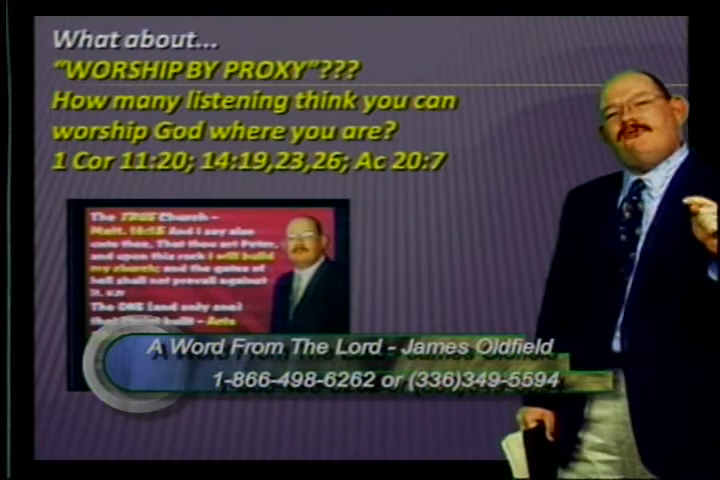 What about...
“WORSHIP BY PROXY”???
How many listening think you can
worship God where you are?
1 Cor 11:20; 14:19,23,26; Ac 20:7
The TRUE Church –
Matt. 16:18 And I say also
unto thee, That thou art Peter,
and upon this rock I will build
my church; and the gates of
hell shall not prevail against
it.
The ONE (and only one)
that built – Acts
A Word From The Lord - James Oldfield
1-866-498-6262 or (336)349-5594